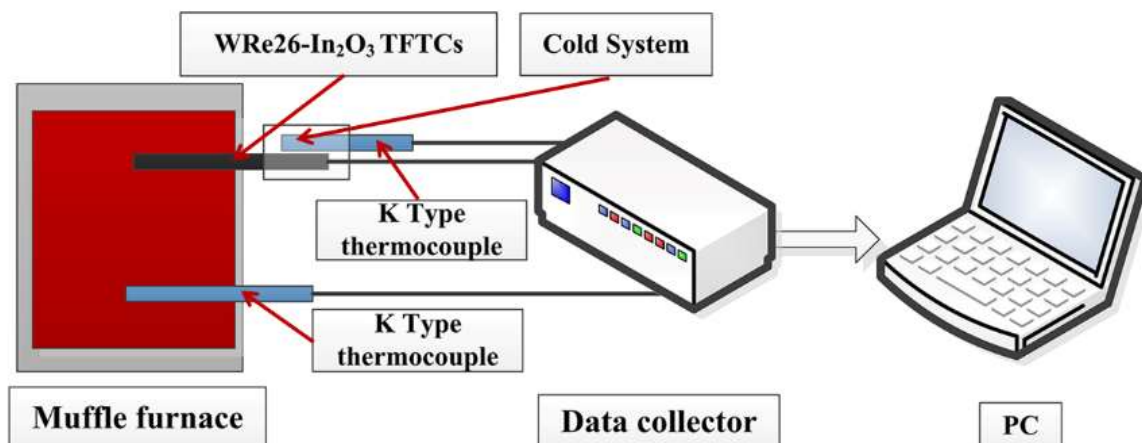 WRe26-In₂O₃ TFTCs
Cold System
K Type
thermocouple
K Type
thermocouple
Muffle furnace
Data collector
PC